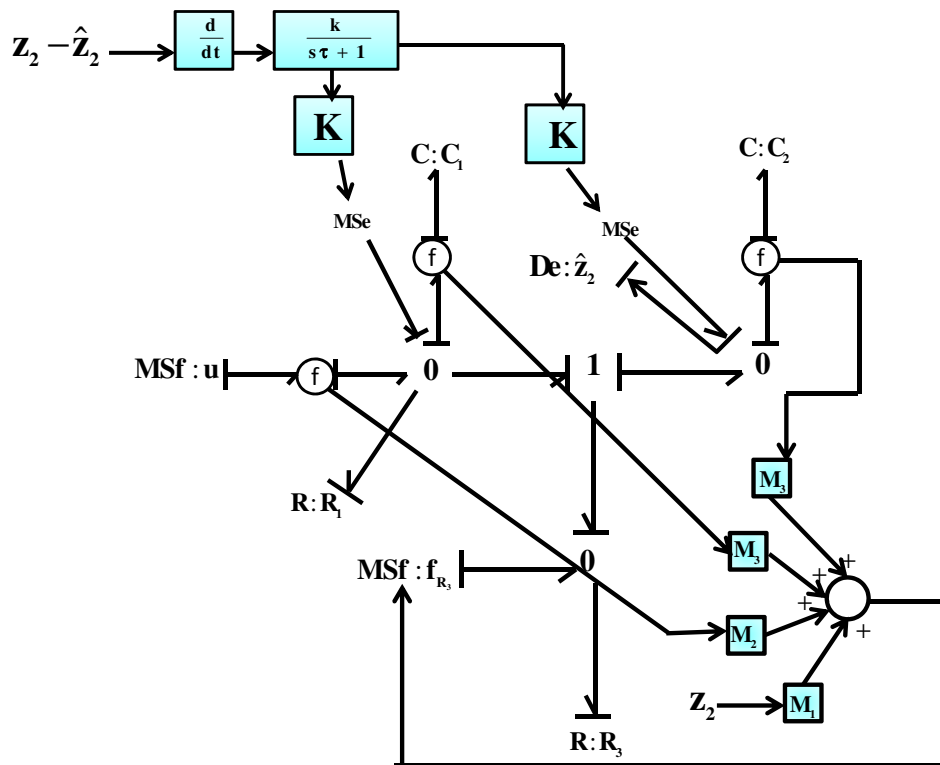 z₂ − ẑ₂
d/dt
k/(sτ + 1)
K
K
C:C₁
C:C₂
MSe
MSe
f
f
De:ẑ₂
MSf:u
f
0
1
0
R:R₁
M₃
MSf:f_R₃
0
M₃
+
+
+
+
M₂
z₂
M₁
R:R₃